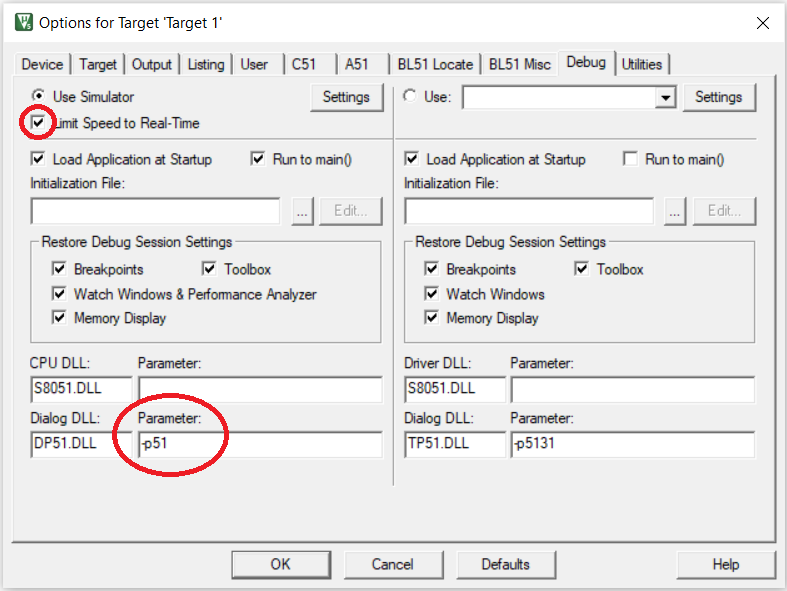 Options for Target 'Target 1'
Device Target Output Listing User C51 A51 BL51 Locate BL51 Misc Debug Utilities
Use Simulator Settings
Limit Speed to Real-Time
Load Application at Startup Run to main()
Initialization File:
... Edit...
Restore Debug Session Settings
Breakpoints Toolbox
Watch Windows & Performance Analyzer
Memory Display
CPU DLL: Parameter:
S8051.DLL
Dialog DLL: Parameter:
DP51.DLL -p51
Use: Settings
Load Application at Startup Run to main()
Initialization File:
... Edit...
Restore Debug Session Settings
Breakpoints Toolbox
Watch Windows
Memory Display
Driver DLL: Parameter:
S8051.DLL
Dialog DLL: Parameter:
TP51.DLL -p5131
OK Cancel Defaults Help